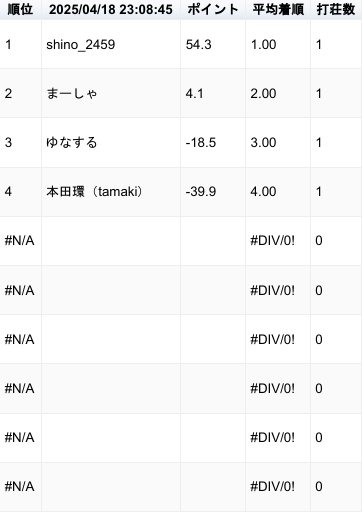 順位 2025/04/18 23:08:45 ポイント 平均着順 打荘数
1 shino_2459 54.3 1.00 1
2 まーしゃ 4.1 2.00 1
3 ゆなする -18.5 3.00 1
4 本田環（tamaki） -39.9 4.00 1
#N/A #DIV/0! 0
#N/A #DIV/0! 0
#N/A #DIV/0! 0
#N/A #DIV/0! 0
#N/A #DIV/0! 0
#N/A #DIV/0! 0